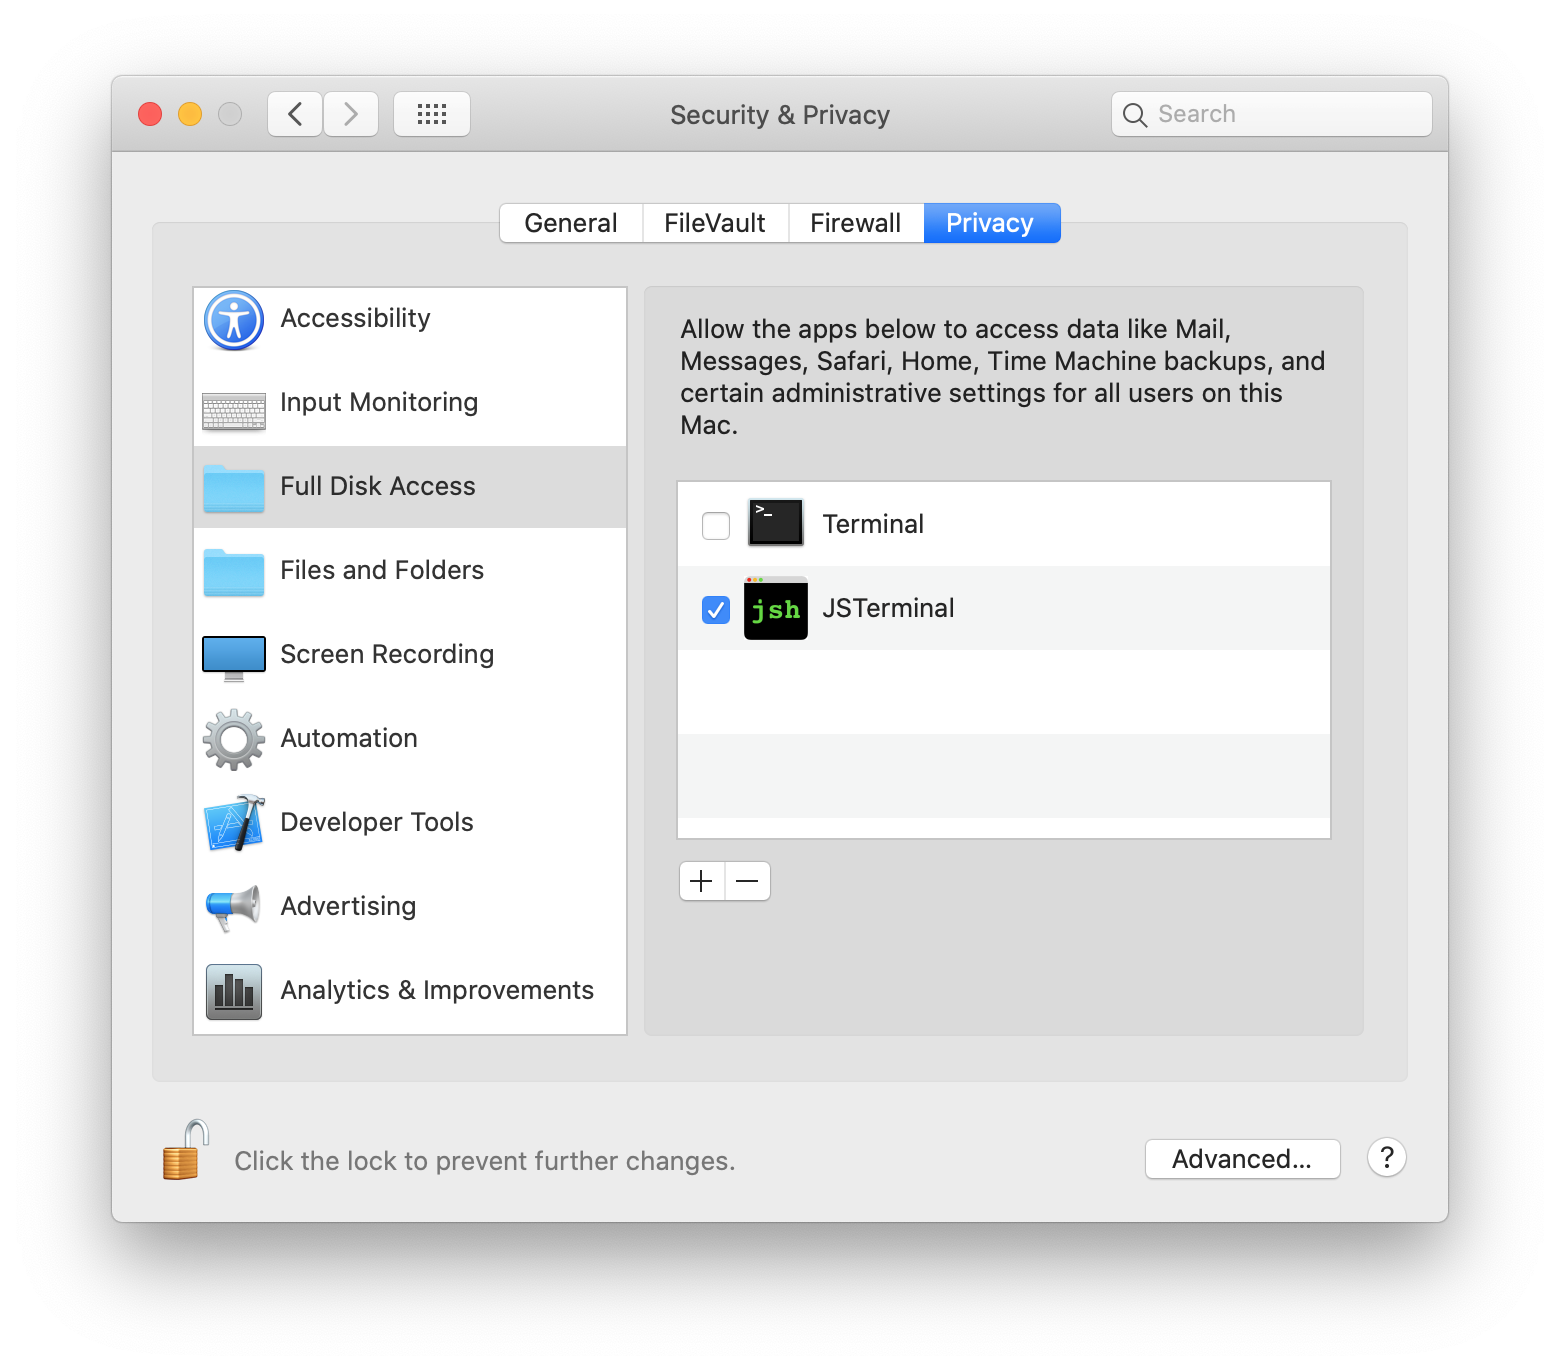 Security & Privacy
Search
General
FileVault
Firewall
Privacy
Accessibility
Input Monitoring
Full Disk Access
Files and Folders
Screen Recording
Automation
Developer Tools
Advertising
Analytics & Improvements
Allow the apps below to access data like Mail,
Messages, Safari, Home, Time Machine backups, and
certain administrative settings for all users on this
Mac.
>_
Terminal
jsh
JSTerminal
Click the lock to prevent further changes.
Advanced...
?